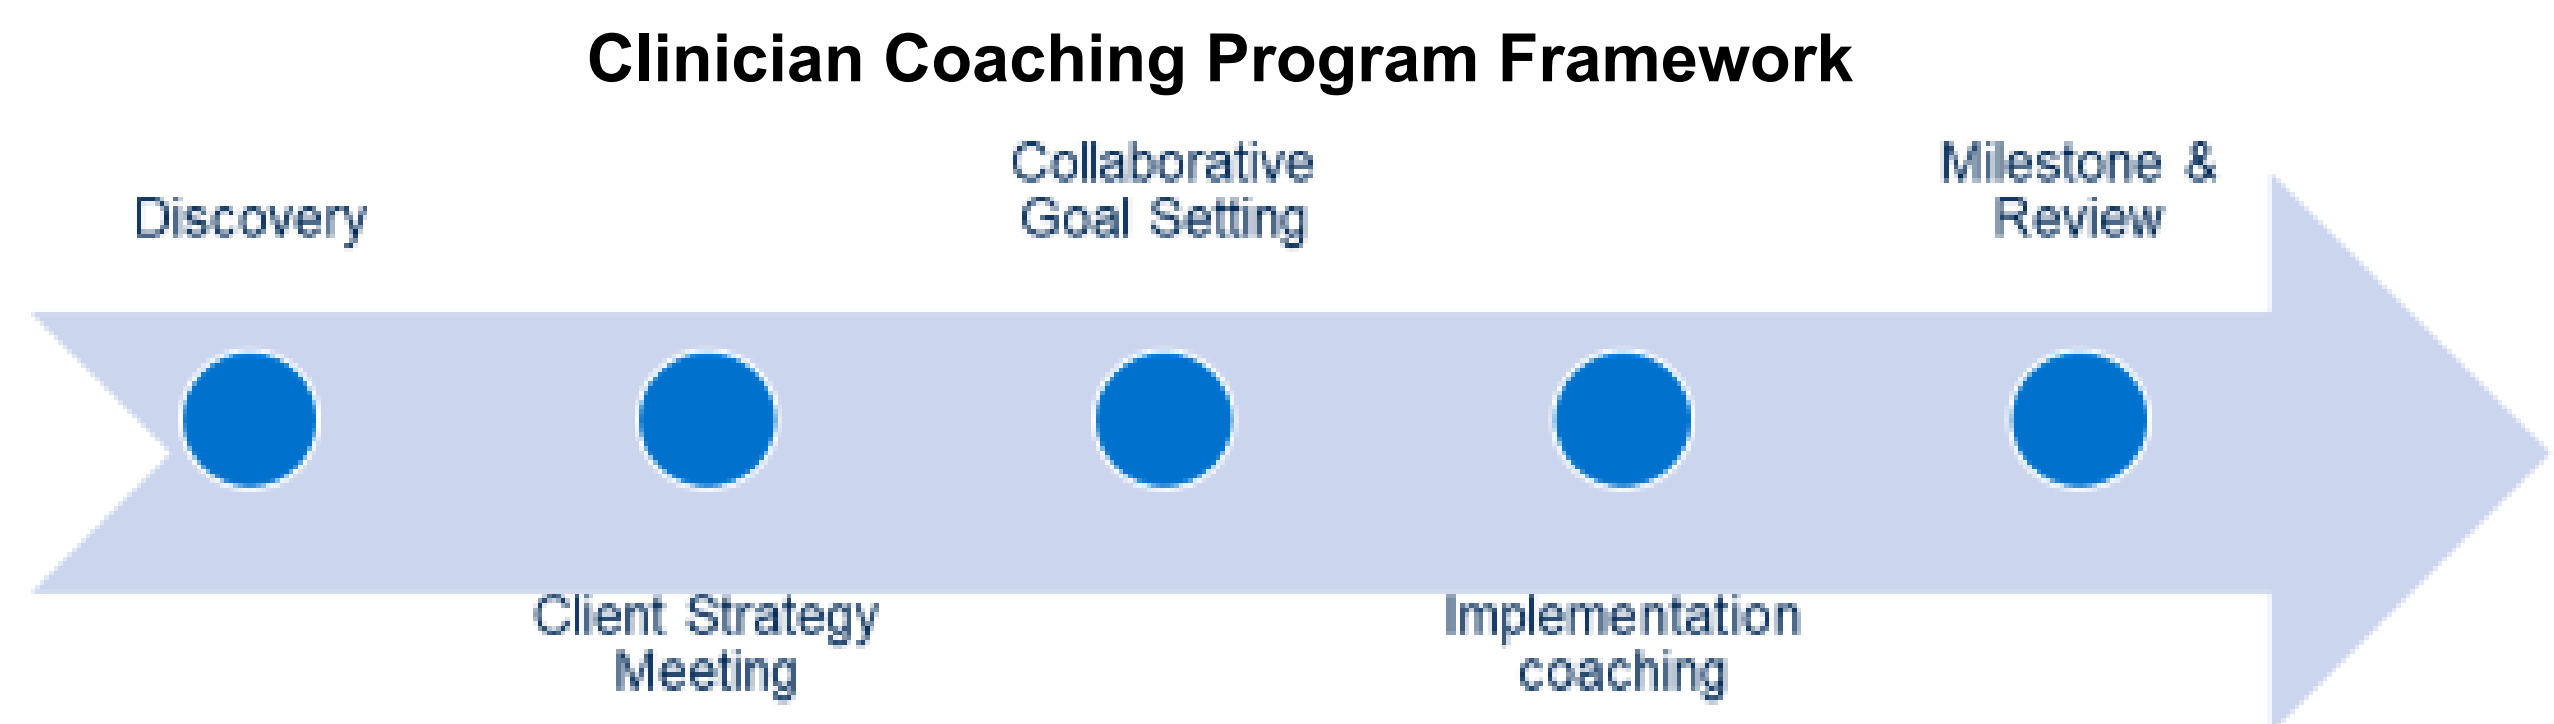 Clinician Coaching Program Framework
Discovery
Client Strategy
Meeting
Collaborative
Goal Setting
Implementation
coaching
Milestone &
Review